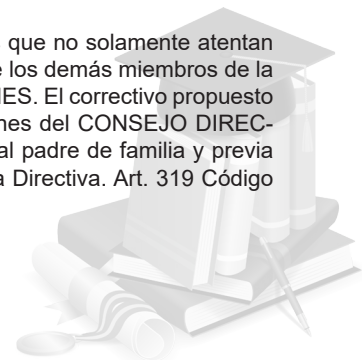 que no solamente atentan
los demás miembros de la
IES. El correctivo propuesto
nes del CONSEJO DIREC-
al padre de familia y previa
a Directiva. Art. 319 Código